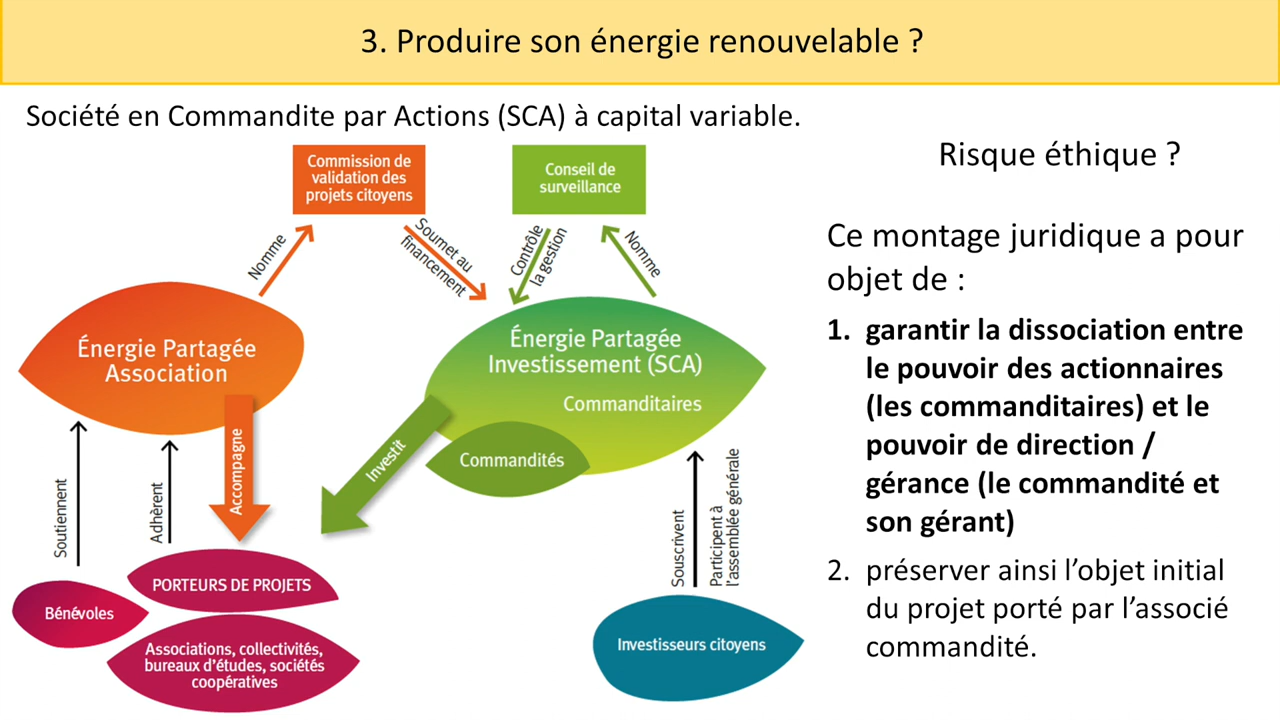 3. Produire son énergie renouvelable ?
Société en Commandite par Actions (SCA) à capital variable.
Commission de
validation des
projets citoyens
Conseil de
surveillance
Nomme
Soumet au
financement
Contrôle
la gestion
Nomme
Énergie Partagée
Association
Énergie Partagée
Investissement (SCA)
Commanditaires
Commandités
Soutiennent
Adhèrent
Accompagne
Investit
Souscrivent
Participent à
l'assemblée générale
Bénévoles
PORTEURS DE PROJETS
Associations, collectivités,
bureaux d'études, sociétés
coopératives
Investisseurs citoyens
Risque éthique ?
Ce montage juridique a pour
objet de :
1. garantir la dissociation entre
le pouvoir des actionnaires
(les commanditaires) et le
pouvoir de direction /
gérance (le commandité et
son gérant)
2. préserver ainsi l'objet initial
du projet porté par l'associé
commandité.